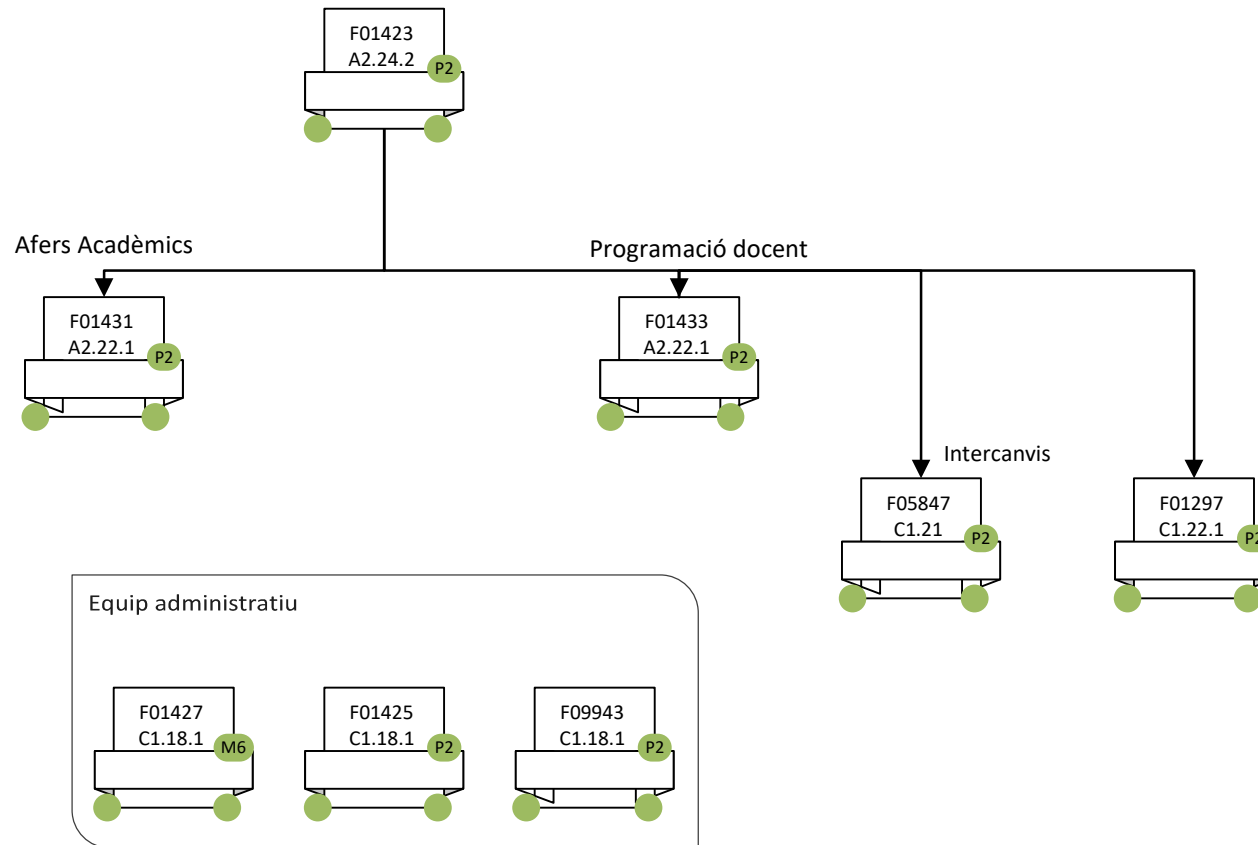 F01423
A2.24.2
P2
Afers Acadèmics
Programació docent
F01431
A2.22.1
P2
F01433
A2.22.1
P2
Intercanvis
F05847
C1.21
P2
F01297
C1.22.1
P2
Equip administratiu
F01427
C1.18.1
M6
F01425
C1.18.1
P2
F09943
C1.18.1
P2